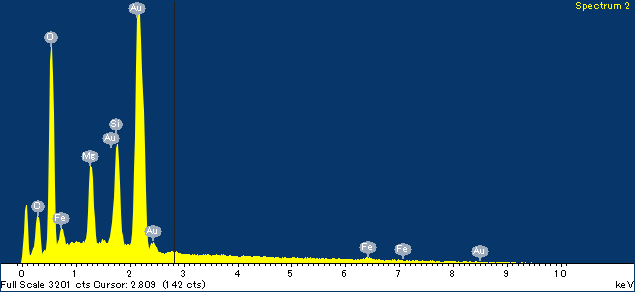 Spectrum 2
Au
O
Si
Au
Mg
C
Fe
Au
Fe
Fe
Au
0 1 2 3 4 5 6 7 8 9 10
Full Scale 3201 cts Cursor: 2.809 (142 cts) keV